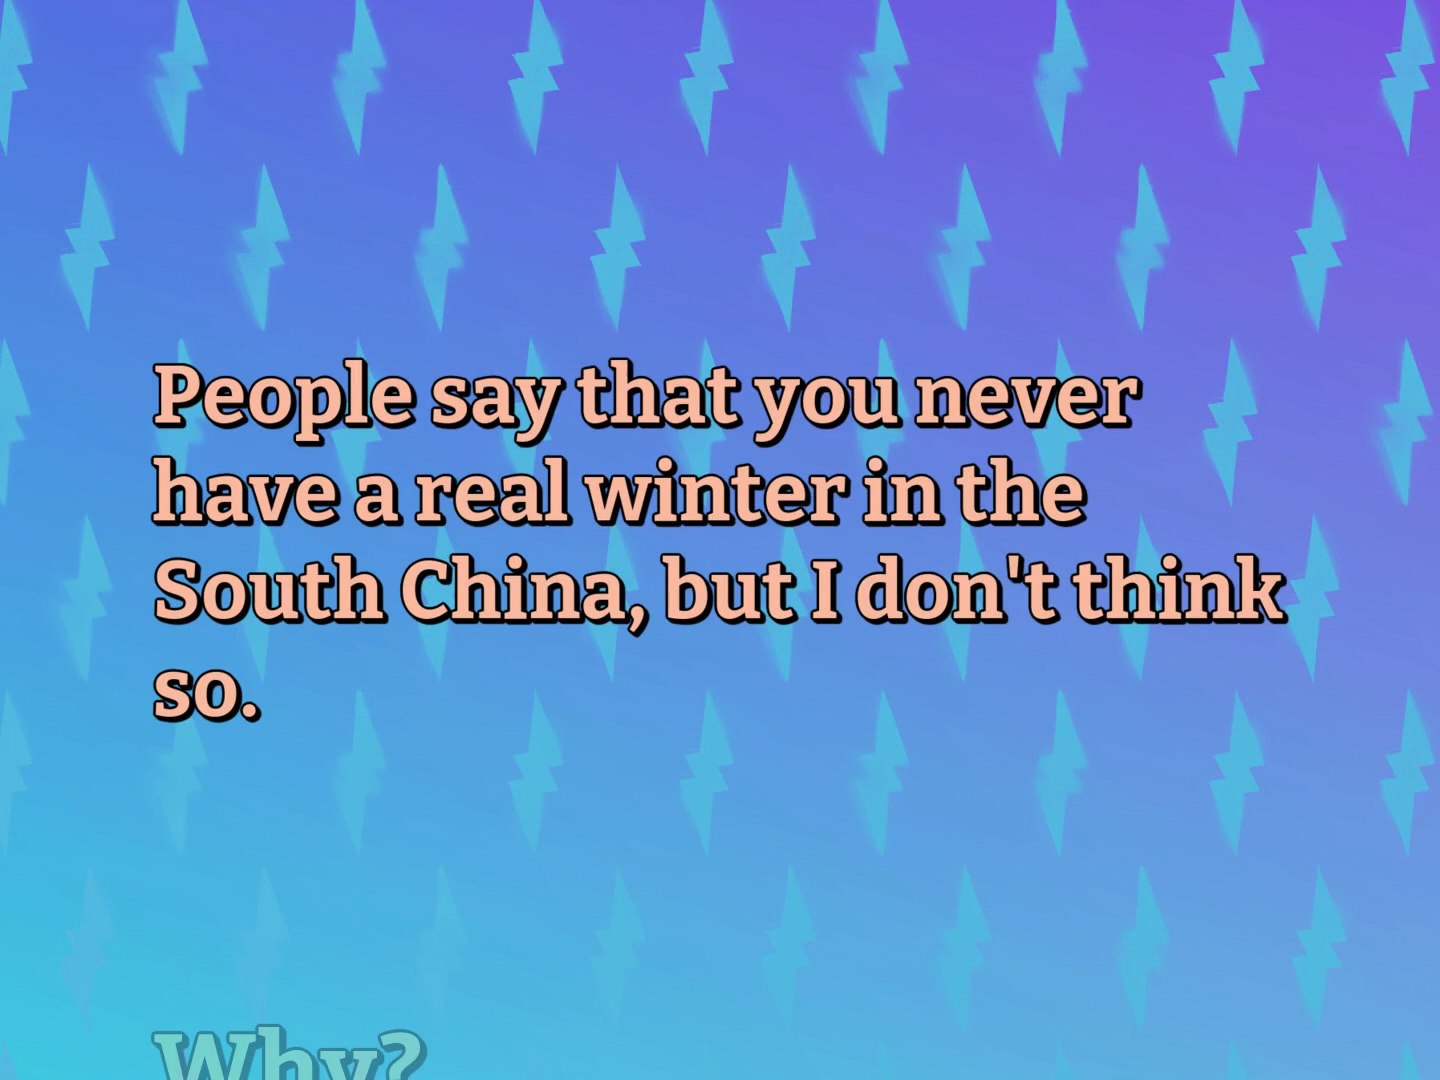 People say that you never
have a real winter in the
South China, but I don't think
so.
Why?